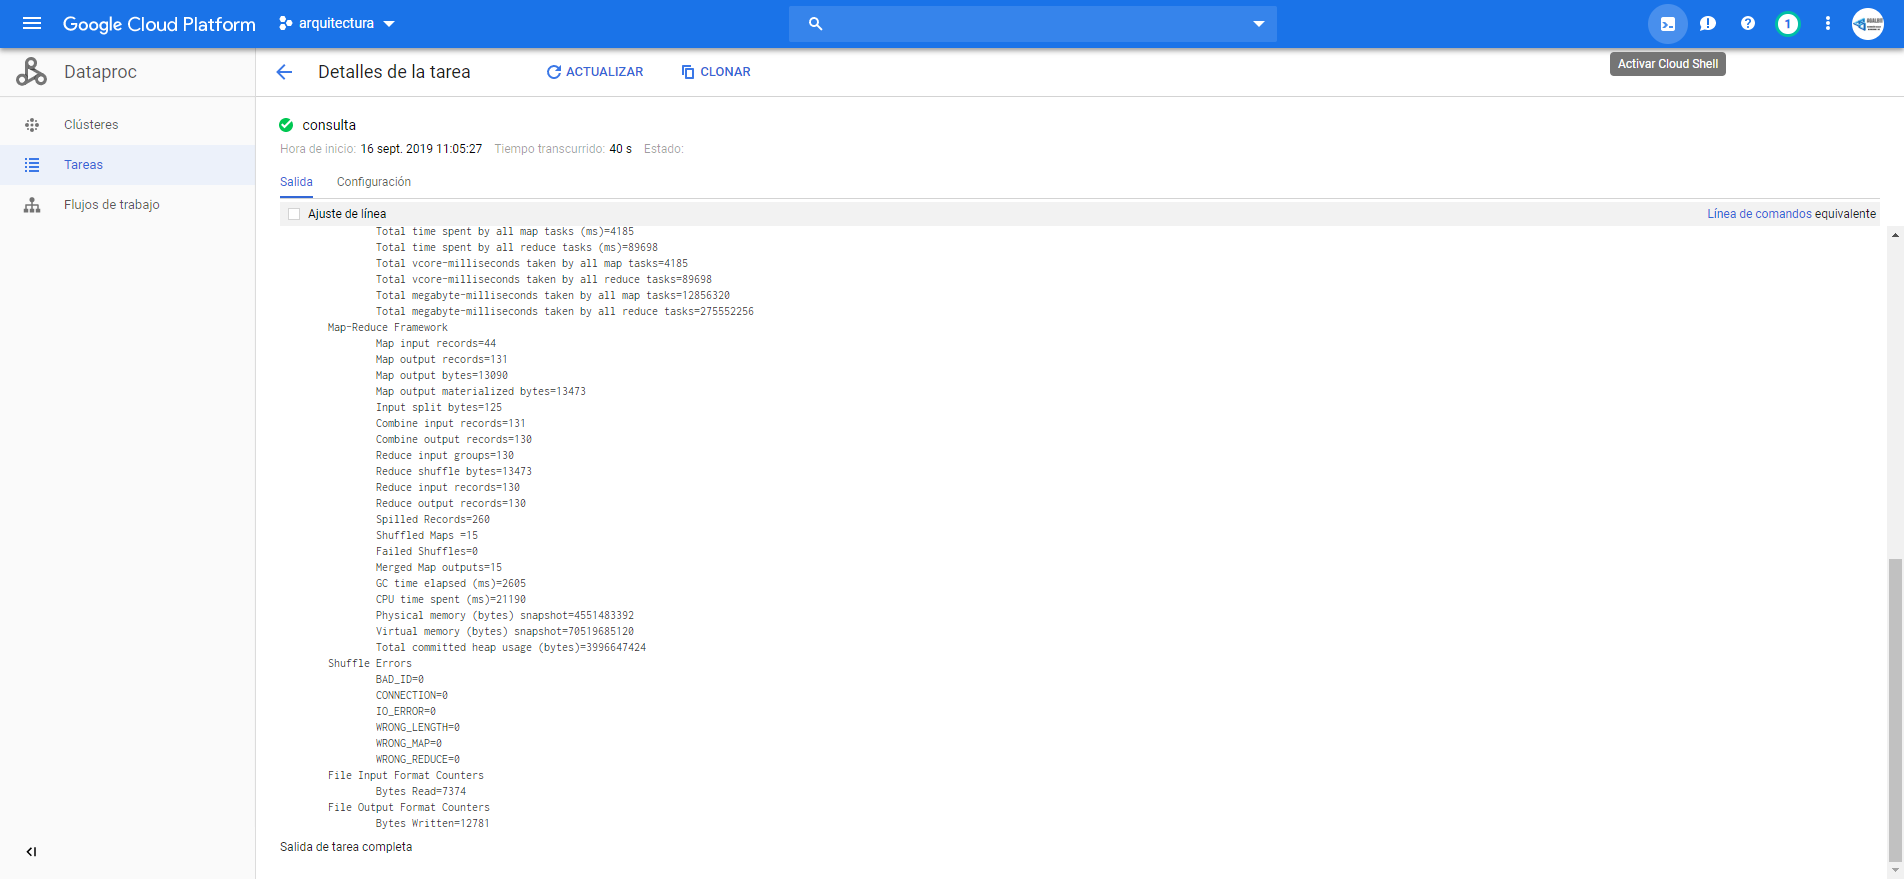 Google Cloud Platform
arquitectura
1
Activar Cloud Shell
Dataproc
Detalles de la tarea
ACTUALIZAR
CLONAR
Clústeres
Tareas
Flujos de trabajo
consulta
Hora de inicio: 16 sept. 2019 11:05:27 Tiempo transcurrido: 40 s Estado:
Salida
Configuración
Ajuste de línea
Línea de comandos equivalente
Total time spent by all map tasks (ms)=4185
Total time spent by all reduce tasks (ms)=89698
Total vcore-milliseconds taken by all map tasks=4185
Total vcore-milliseconds taken by all reduce tasks=89698
Total megabyte-milliseconds taken by all map tasks=12856320
Total megabyte-milliseconds taken by all reduce tasks=275552256
Map-Reduce Framework
Map input records=44
Map output records=131
Map output bytes=13090
Map output materialized bytes=13473
Input split bytes=125
Combine input records=131
Combine output records=130
Reduce input groups=130
Reduce shuffle bytes=13473
Reduce input records=130
Reduce output records=130
Spilled Records=260
Shuffled Maps =15
Failed Shuffles=0
Merged Map outputs=15
GC time elapsed (ms)=2605
CPU time spent (ms)=21190
Physical memory (bytes) snapshot=4551483392
Virtual memory (bytes) snapshot=70519685120
Total committed heap usage (bytes)=3996647424
Shuffle Errors
BAD_ID=0
CONNECTION=0
IO_ERROR=0
WRONG_LENGTH=0
WRONG_MAP=0
WRONG_REDUCE=0
File Input Format Counters
Bytes Read=7374
File Output Format Counters
Bytes Written=12781
Salida de tarea completa